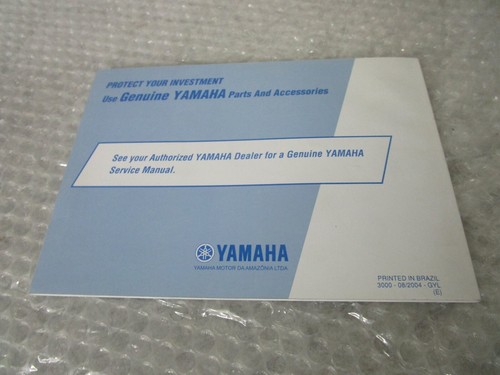 PROTECT YOUR INVESTMENT
Use Genuine YAMAHA Parts And Accessories
See your Authorized YAMAHA Dealer for a Genuine YAMAHA
Service Manual.
YAMAHA
YAMAHA MOTOR DA AMAZÔNIA LTDA
PRINTED IN BRAZIL
3000 - 08/2004 - GYL
(E)